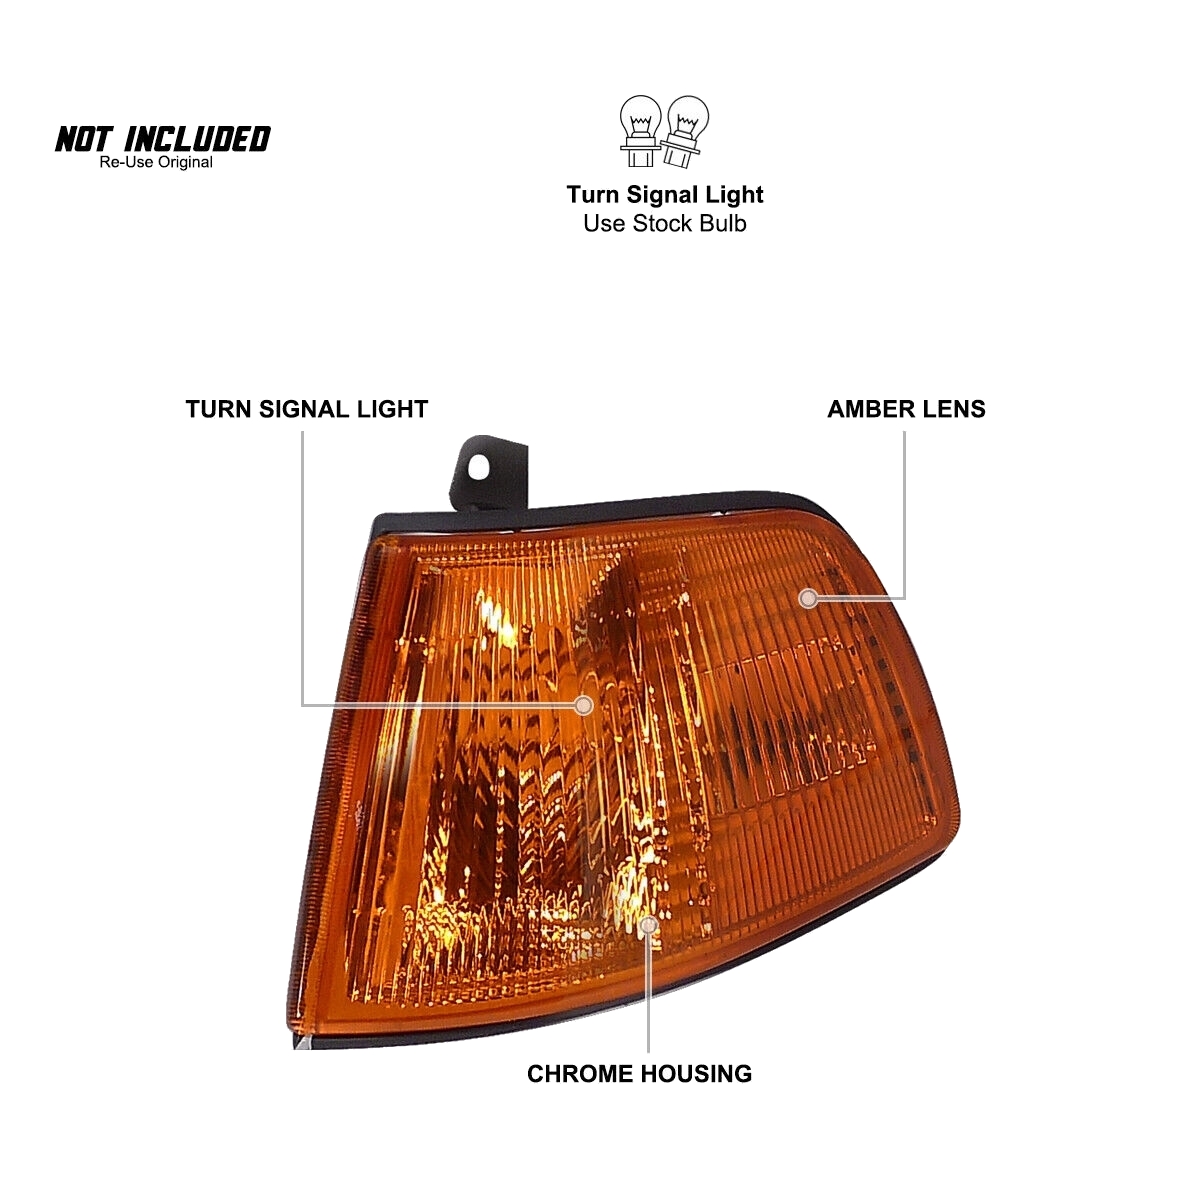 NOT INCLUDED
Re-Use Original
Turn Signal Light
Use Stock Bulb
TURN SIGNAL LIGHT
AMBER LENS
CHROME HOUSING